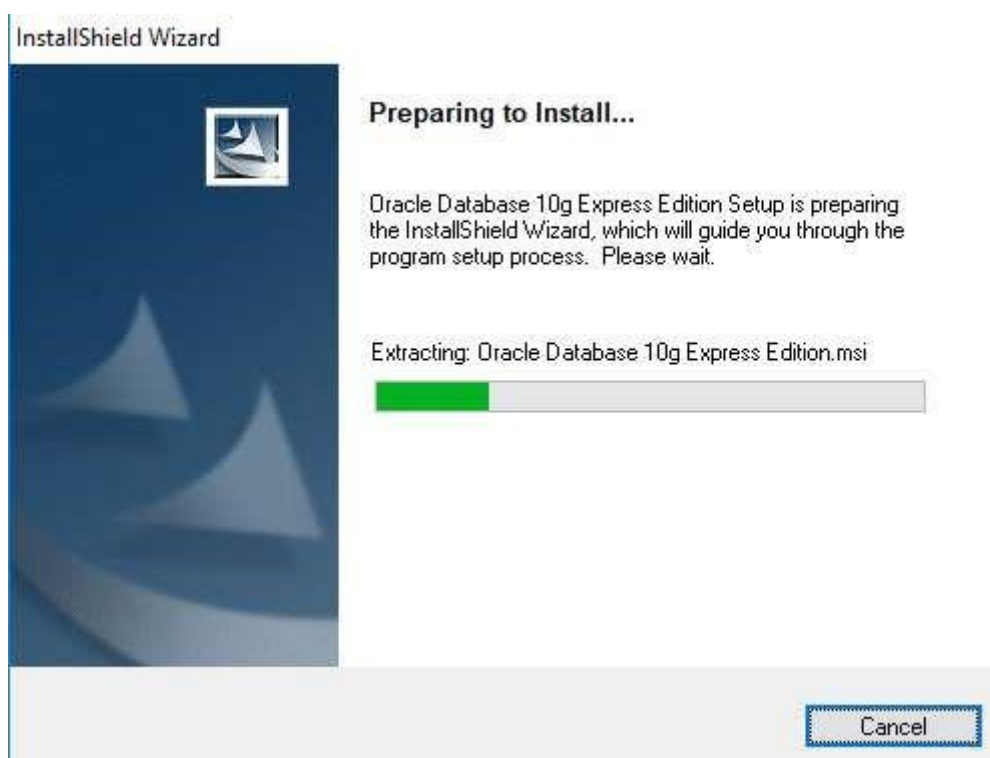 InstallShield Wizard
Preparing to Install...
Oracle Database 10g Express Edition Setup is preparing
the InstallShield Wizard, which will guide you through the
program setup process.  Please wait.
Extracting: Oracle Database 10g Express Edition.msi
Cancel